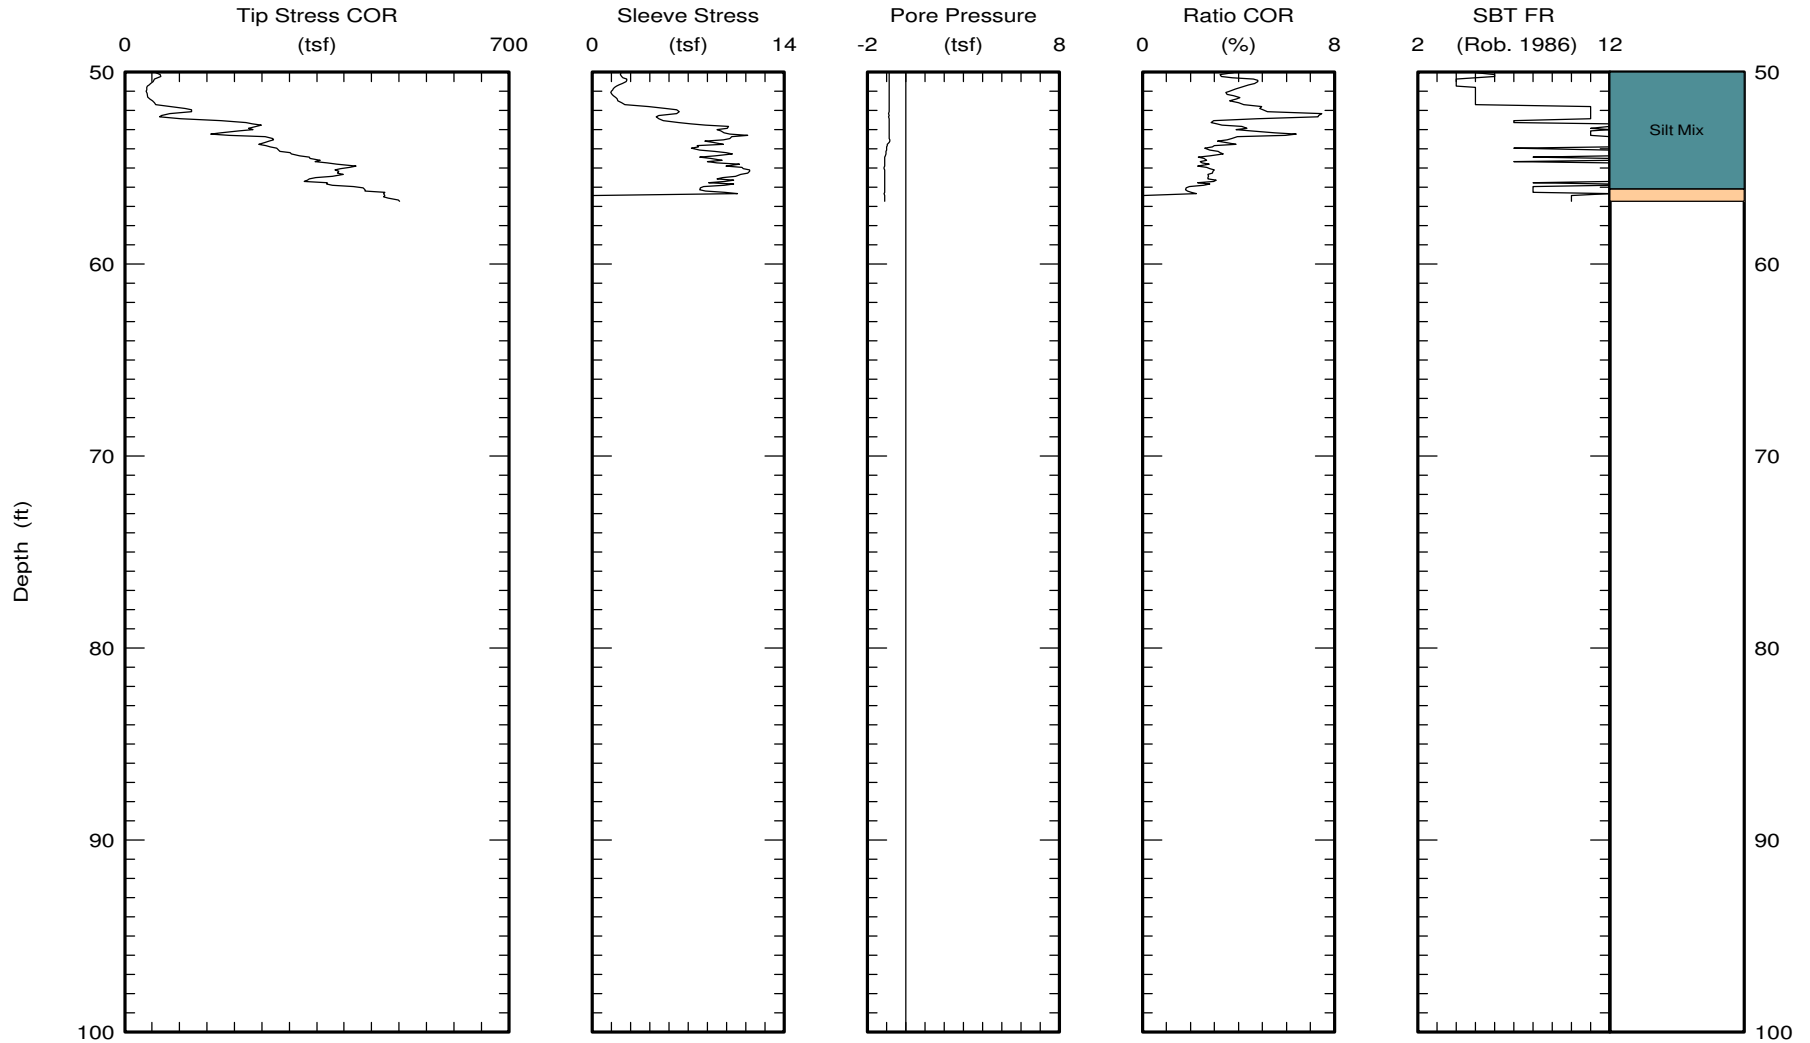 Tip Stress COR Sleeve Stress Pore Pressure Ratio COR SBT FR
0 (tsf) 700 0 (tsf) 14 -2 (tsf) 8 0 (%) 8 2 (Rob. 1986) 12
50 50
Silt Mix
60 60
70 70
Depth (ft)
80 80
90 90
100 100